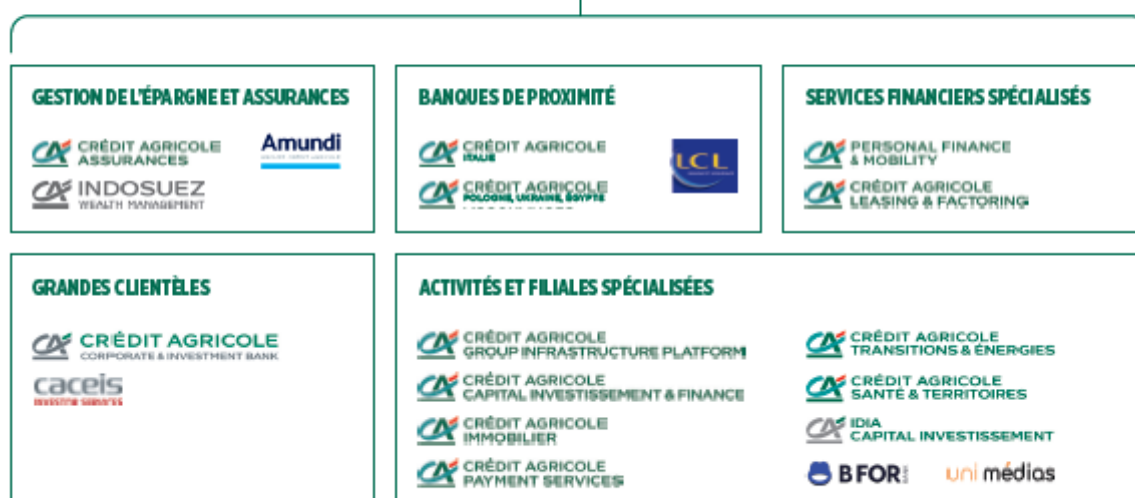 GESTION DE L'ÉPARGNE ET ASSURANCES
CRÉDIT AGRICOLE
ASSURANCES
Amundi
INDOSUEZ
WEALTH MANAGEMENT
BANQUES DE PROXIMITÉ
CRÉDIT AGRICOLE
ITALIE
LCL
CRÉDIT AGRICOLE
POLOGNE, UKRAINE, ÉGYPTE
SERVICES FINANCIERS SPÉCIALISÉS
PERSONAL FINANCE
& MOBILITY
CRÉDIT AGRICOLE
LEASING & FACTORING
GRANDES CLIENTÈLES
CRÉDIT AGRICOLE
CORPORATE & INVESTMENT BANK
caceis
INVESTOR SERVICES
ACTIVITÉS ET FILIALES SPÉCIALISÉES
CRÉDIT AGRICOLE
GROUP INFRASTRUCTURE PLATFORM
CRÉDIT AGRICOLE
CAPITAL INVESTISSEMENT & FINANCE
CRÉDIT AGRICOLE
IMMOBILIER
CRÉDIT AGRICOLE
PAYMENT SERVICES
CRÉDIT AGRICOLE
TRANSITIONS & ÉNERGIES
CRÉDIT AGRICOLE
SANTÉ & TERRITOIRES
IDIA
CAPITAL INVESTISSEMENT
BFOR
uni médias